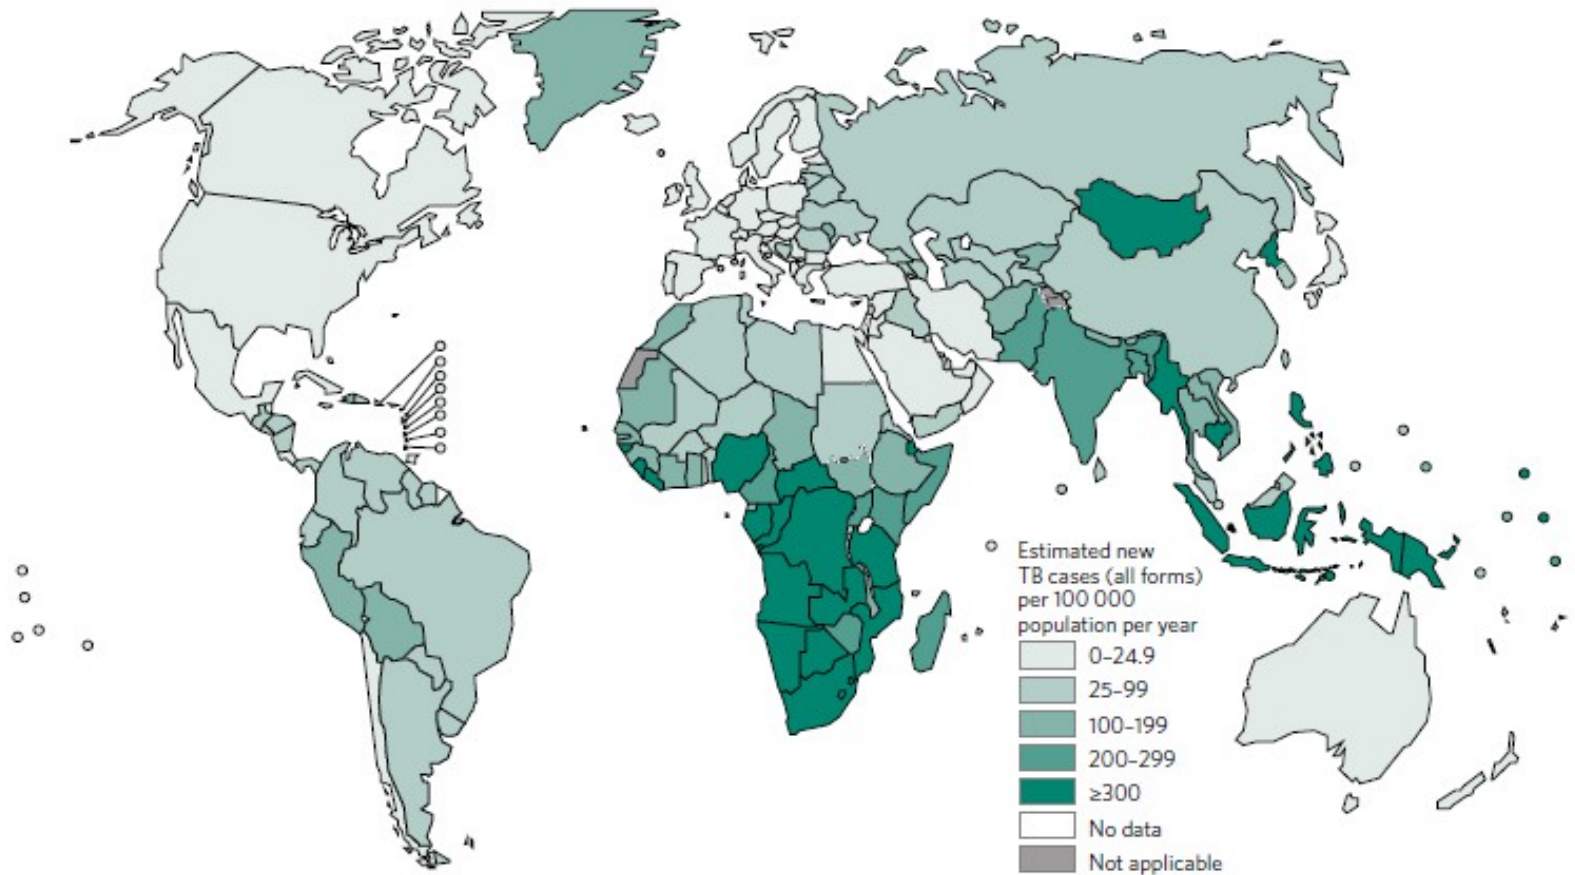 Estimated new
TB cases (all forms)
per 100 000
population per year
0–24.9
25–99
100–199
200–299
≥300
No data
Not applicable